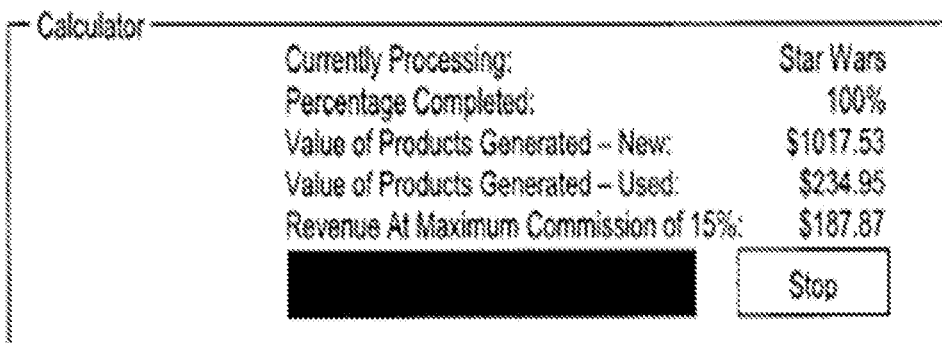 Calculator
Currently Processing: Star Wars
Percentage Completed: 100%
Value of Products Generated – New: $1017.53
Value of Products Generated – Used: $234.95
Revenue At Maximum Commission of 15%: $187.87
Stop